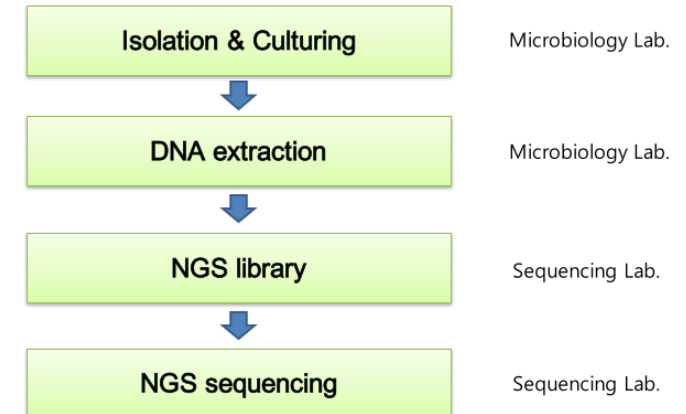 Isolation & Culturing Microbiology Lab.
DNA extraction Microbiology Lab.
NGS library Sequencing Lab.
NGS sequencing Sequencing Lab.